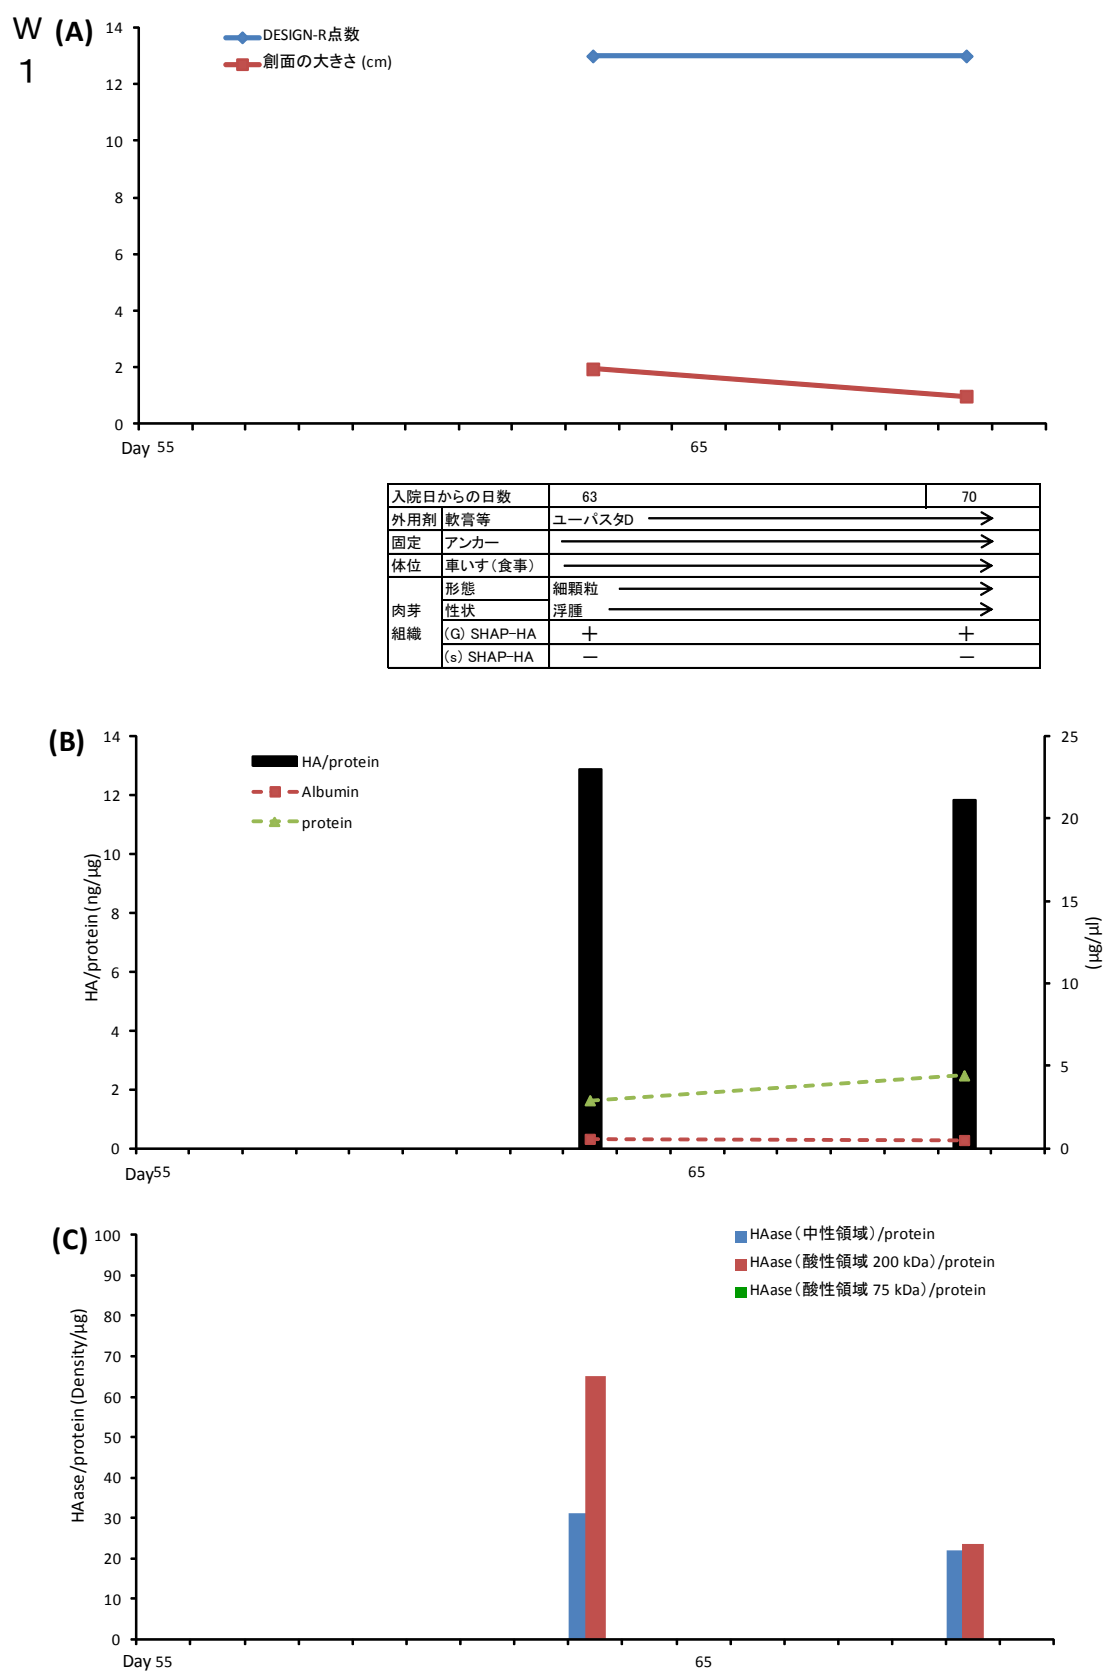 W
1
(A)
DESIGN-R点数
創面の大きさ (cm)
14
12
10
8
6
4
2
0
Day 55
65
入院日からの日数 63 70
外用剤 軟膏等 ユーパスタD
固定 アンカー
体位 車いす(食事)
形態 細顆粒
肉芽 性状 浮腫
組織 (G) SHAP-HA + +
(s) SHAP-HA − −
(B)
HA/protein
Albumin
protein
HA/protein (ng/μg)
14
12
10
8
6
4
2
0
25
20
15
10
5
0
(μg/μl)
Day55
65
(C)
HAase(中性領域)/protein
HAase(酸性領域 200 kDa)/protein
HAase(酸性領域 75 kDa)/protein
HAase/protein (Density/μg)
100
90
80
70
60
50
40
30
20
10
0
Day 55
65